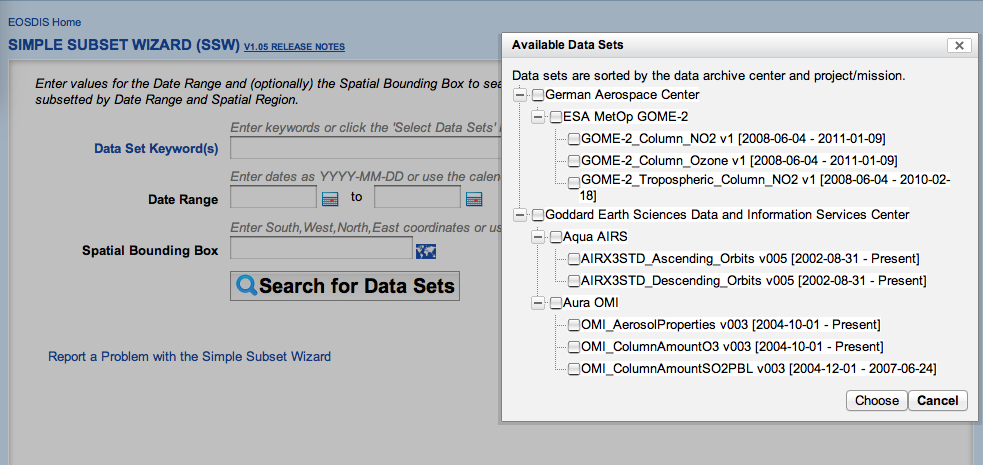 EOSDIS Home
SIMPLE SUBSET WIZARD (SSW) V1.05 RELEASE NOTES
Enter values for the Date Range and (optionally) the Spatial Bounding Box to sea
subsetted by Date Range and Spatial Region.
Enter keywords or click the 'Select Data Sets'
Data Set Keyword(s)
Enter dates as YYYY-MM-DD or use the calen
Date Range
to
Enter South,West,North,East coordinates or us
Spatial Bounding Box
Search for Data Sets
Report a Problem with the Simple Subset Wizard
Available Data Sets
Data sets are sorted by the data archive center and project/mission.
German Aerospace Center
ESA MetOp GOME-2
GOME-2_Column_NO2 v1 [2008-06-04 - 2011-01-09]
GOME-2_Column_Ozone v1 [2008-06-04 - 2011-01-09]
GOME-2_Tropospheric_Column_NO2 v1 [2008-06-04 - 2010-02-
18]
Goddard Earth Sciences Data and Information Services Center
Aqua AIRS
AIRX3STD_Ascending_Orbits v005 [2002-08-31 - Present]
AIRX3STD_Descending_Orbits v005 [2002-08-31 - Present]
Aura OMI
OMI_AerosolProperties v003 [2004-10-01 - Present]
OMI_ColumnAmountO3 v003 [2004-10-01 - Present]
OMI_ColumnAmountSO2PBL v003 [2004-12-01 - 2007-06-24]
Choose
Cancel